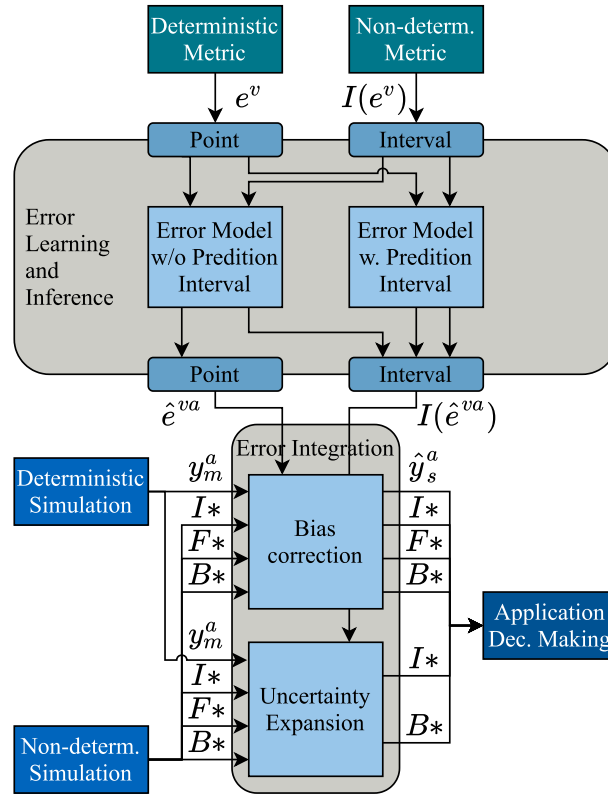 Deterministic
Metric
Non-determ.
Metric
e^v
I(e^v)
Point
Interval
Error
Learning
and
Inference
Error Model
w/o Predition
Interval
Error Model
w. Predition
Interval
Point
Interval
ê^{va}
I(ê^{va})
Error Integration
Deterministic
Simulation
y_m^a
I*
F*
B*
Bias
correction
ŷ_s^a
I*
F*
B*
Application
Dec. Making
y_m^a
I*
F*
B*
Uncertainty
Expansion
I*
B*
Non-determ.
Simulation